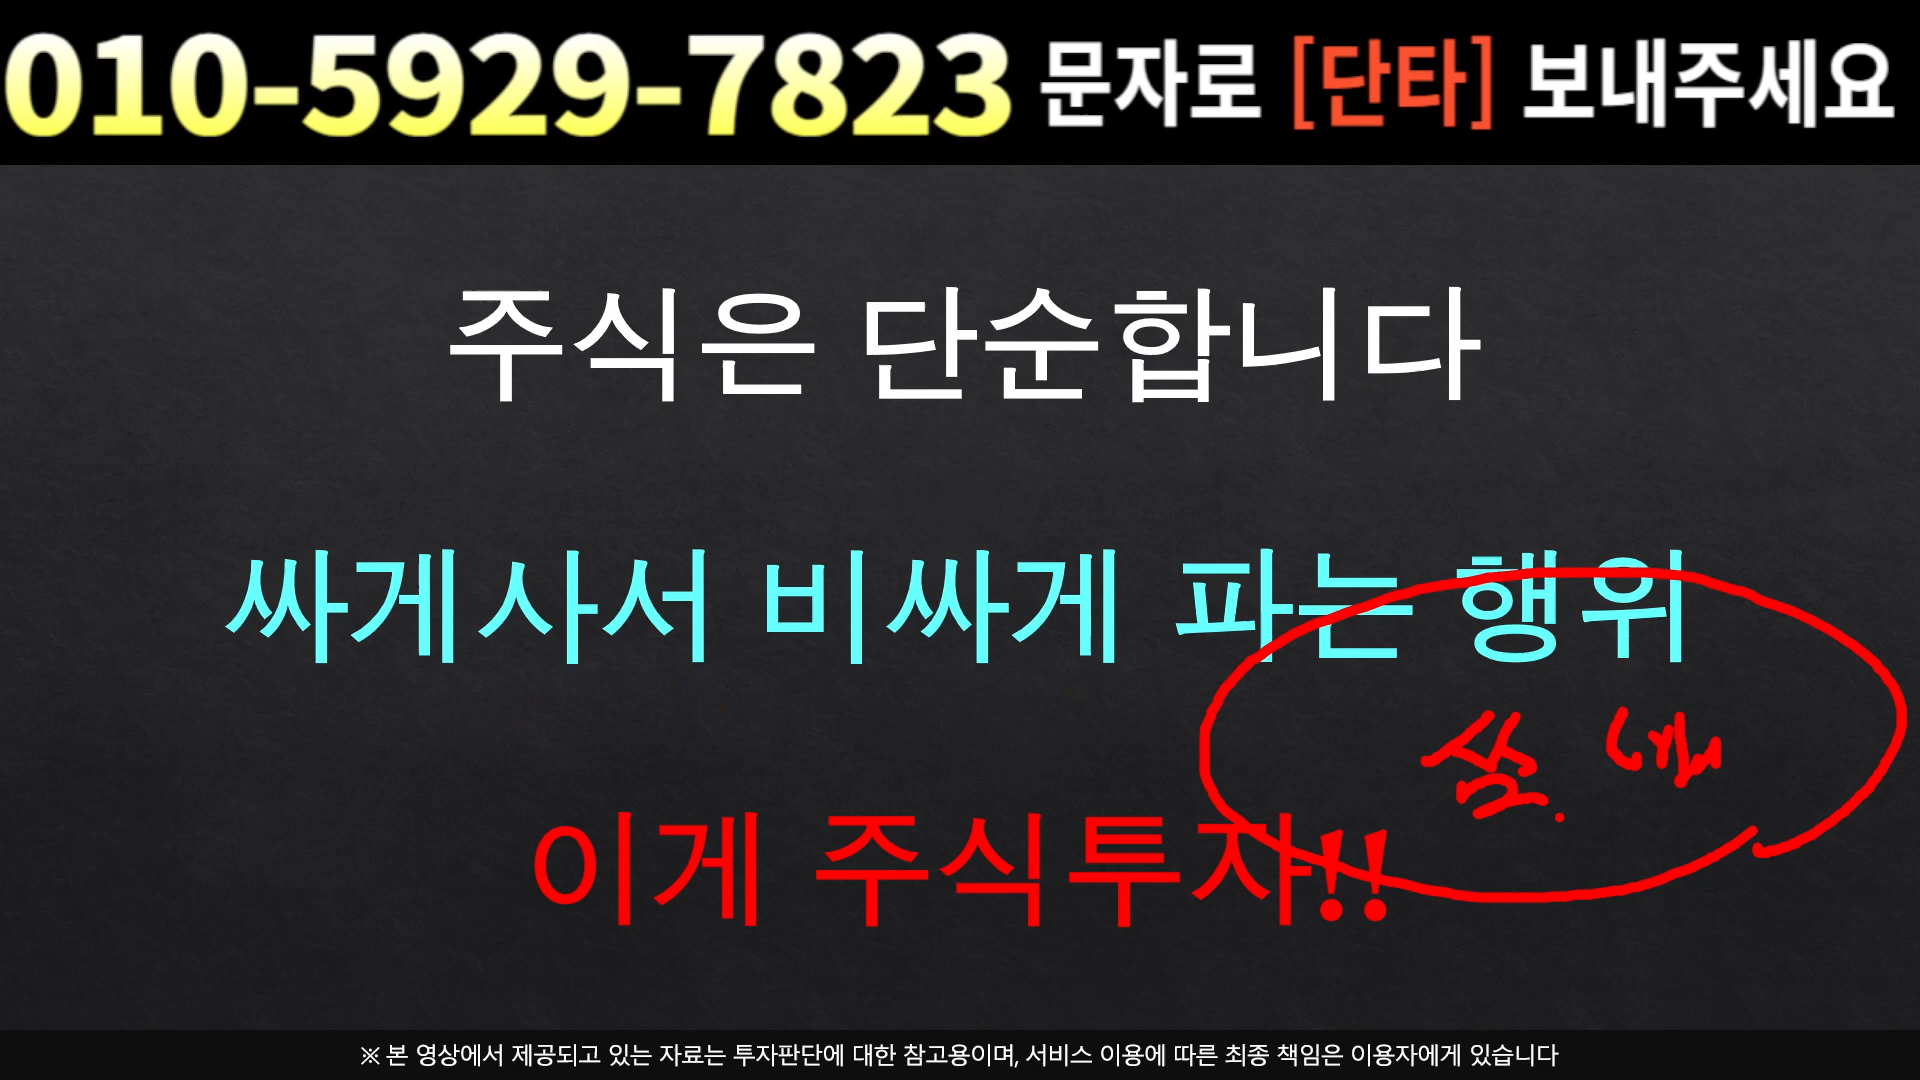 010-5929-7823 문자로 [단타] 보내주세요
주식은 단순합니다
싸게사서 비싸게 파는 행위
이게 주식투자!!
※ 본 영상에서 제공되고 있는 자료는 투자판단에 대한 참고용이며, 서비스 이용에 따른 최종 책임은 이용자에게 있습니다